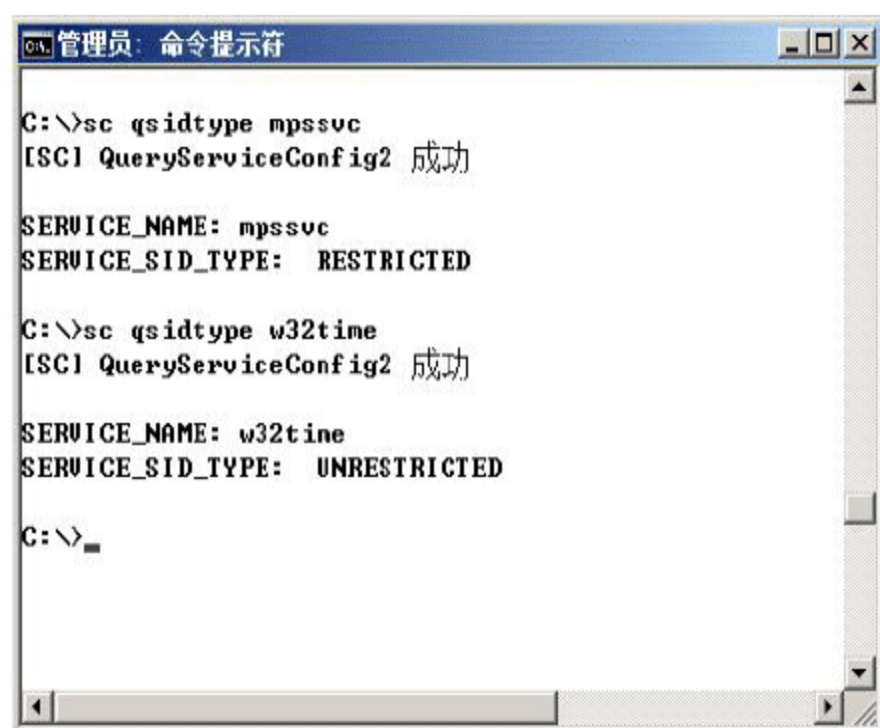 管理员: 命令提示符
C:\>sc qsidtype mpssvc
[SC] QueryServiceConfig2 成功
SERVICE_NAME: mpssvc
SERVICE_SID_TYPE:  RESTRICTED
C:\>sc qsidtype w32time
[SC] QueryServiceConfig2 成功
SERVICE_NAME: w32time
SERVICE_SID_TYPE:  UNRESTRICTED
C:\>_